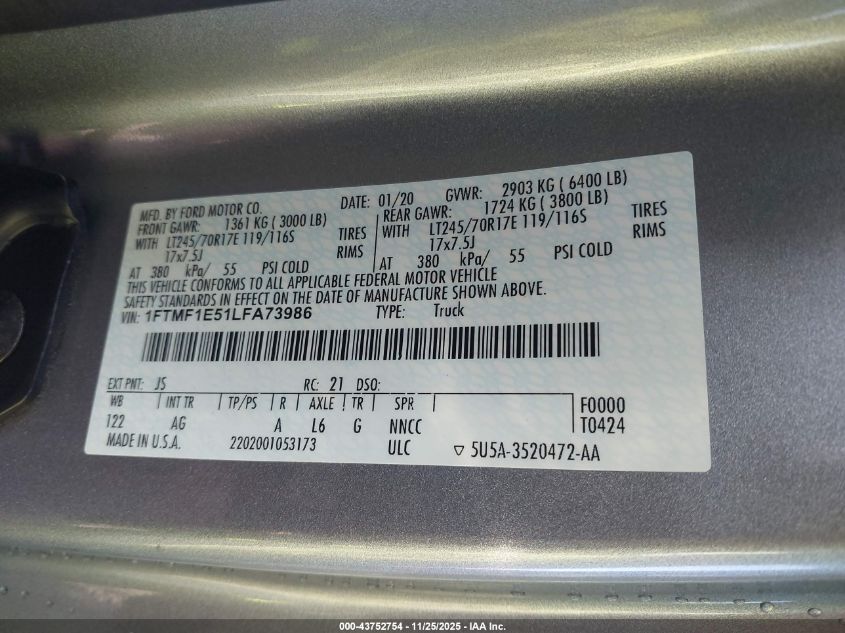 MFD. BY FORD MOTOR CO. DATE: 01/20 GVWR: 2903 KG ( 6400 LB)
FRONT GAWR: 1361 KG ( 3000 LB) REAR GAWR: 1724 KG ( 3800 LB)
WITH LT245/70R17E 119/116S TIRES WITH LT245/70R17E 119/116S TIRES
17x7.5J RIMS 17x7.5J RIMS
AT 380 kPa/ 55 PSI COLD AT 380 kPa/ 55 PSI COLD
THIS VEHICLE CONFORMS TO ALL APPLICABLE FEDERAL MOTOR VEHICLE
SAFETY STANDARDS IN EFFECT ON THE DATE OF MANUFACTURE SHOWN ABOVE.
VIN: 1FTMF1E51LFA73986 TYPE: Truck
EXT PNT: JS RC: 21 DSO:
WB INT TR TP/PS R AXLE TR SPR F0000
122 AG A L6 G NNCC T0424
MADE IN U.S.A. 2202001053173 ULC ▽ 5U5A-3520472-AA
000-43752754 - 11/25/2025 - IAA Inc.